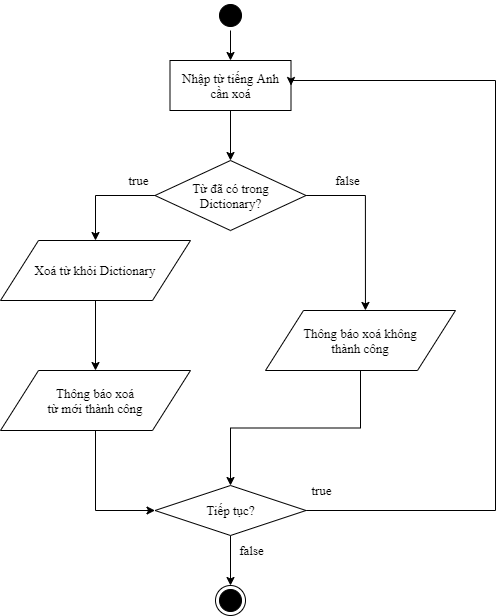 Nhập từ tiếng Anh
cần xoá
true
false
Từ đã có trong
Dictionary?
Xoá từ khỏi Dictionary
Thông báo xoá không
thành công
Thông báo xoá
từ mới thành công
true
Tiếp tục?
false